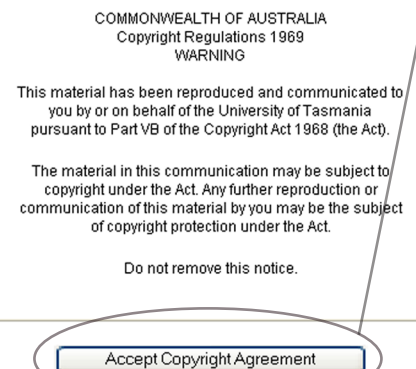 COMMONWEALTH OF AUSTRALIA
Copyright Regulations 1969
WARNING
This material has been reproduced and communicated to
you by or on behalf of the University of Tasmania
pursuant to Part VB of the Copyright Act 1968 (the Act).
The material in this communication may be subject to
copyright under the Act. Any further reproduction or
communication of this material by you may be the subject
of copyright protection under the Act.
Do not remove this notice.
Accept Copyright Agreement